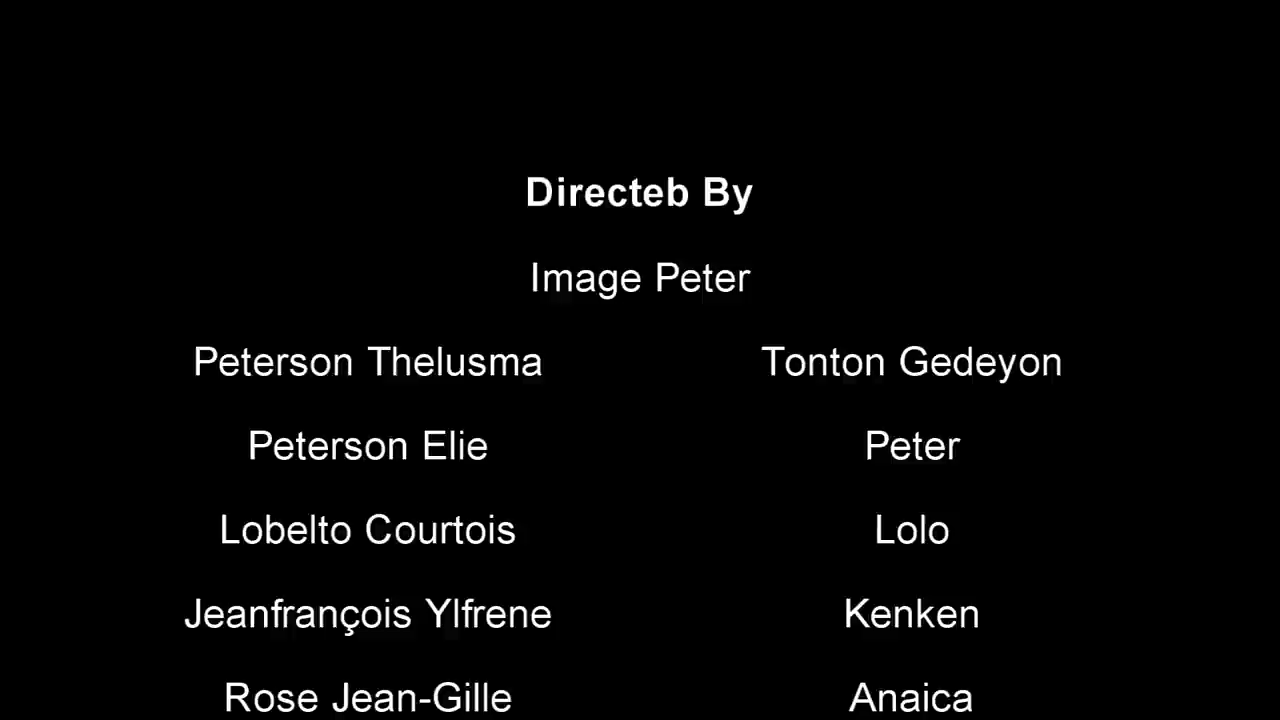 Directeb By
Image Peter
Peterson Thelusma Tonton Gedeyon
Peterson Elie Peter
Lobelto Courtois Lolo
Jeanfrançois Ylfrene Kenken
Rose Jean-Gille Anaica